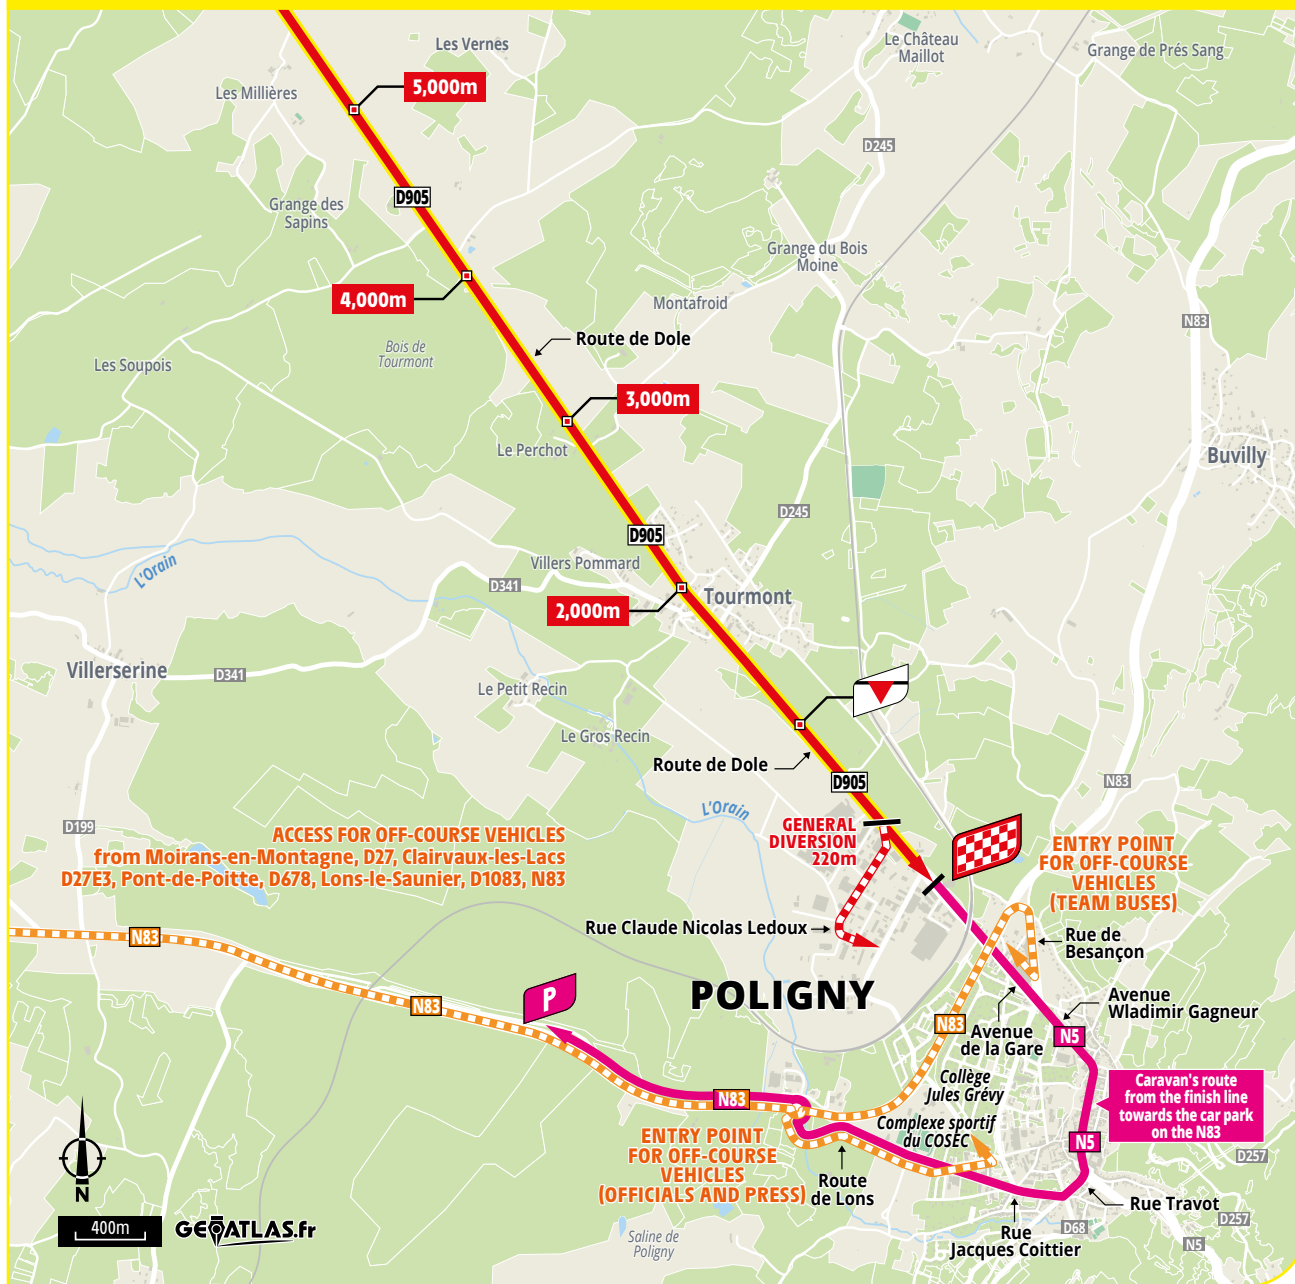 Les Vernes
Le Château
Maillot
Grange de Prés Sang
5,000m
Les Millières
D245
D905
Grange des
Sapins
Grange du Bois
Moine
4,000m
Montafroid
N83
Route de Dole
Bois de
Tourmont
Les Soupois
3,000m
Le Perchot
Buvilly
D245
D905
L'Orain
Villers Pommard
D341
Tourmont
2,000m
Villerserine
D341
Le Petit Recin
Le Gros Recin
Route de Dole
D905
N83
L'Orain
D199
GENERAL
DIVERSION
220m
ACCESS FOR OFF-COURSE VEHICLES
from Moirans-en-Montagne, D27, Clairvaux-les-Lacs
D27E3, Pont-de-Poitte, D678, Lons-le-Saunier, D1083, N83
ENTRY POINT
FOR OFF-COURSE
VEHICLES
(TEAM BUSES)
Rue Claude Nicolas Ledoux
N83
Rue de
Besançon
POLIGNY
P
N83
Avenue
Wladimir Gagneur
N83
Avenue
de la Gare
N5
Collège
Jules Grévy
Caravan's route
from the finish line
towards the car park
on the N83
N83
Complexe sportif
du COSEC
N5
ENTRY POINT
FOR OFF-COURSE
VEHICLES
(OFFICIALS AND PRESS)
D257
Route
de Lons
Rue Travot
N
400m
GEOATLAS.fr
Saline de
Poligny
Rue
Jacques Coittier
D68
D257
N5